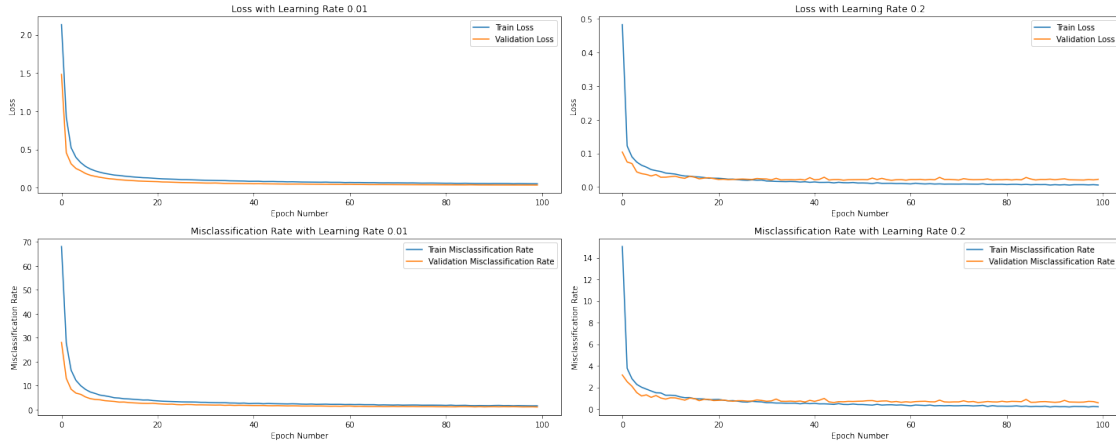 Loss with Learning Rate 0.01
2.0
1.5
1.0
0.5
0.0
Loss
Train Loss
Validation Loss
0 20 40 60 80 100
Epoch Number
Loss with Learning Rate 0.2
0.5
0.4
0.3
0.2
0.1
0.0
Loss
Train Loss
Validation Loss
0 20 40 60 80 100
Epoch Number
Misclassification Rate with Learning Rate 0.01
70
60
50
40
30
20
10
0
Misclassification Rate
Train Misclassification Rate
Validation Misclassification Rate
0 20 40 60 80 100
Epoch Number
Misclassification Rate with Learning Rate 0.2
14
12
10
8
6
4
2
0
Misclassification Rate
Train Misclassification Rate
Validation Misclassification Rate
0 20 40 60 80 100
Epoch Number